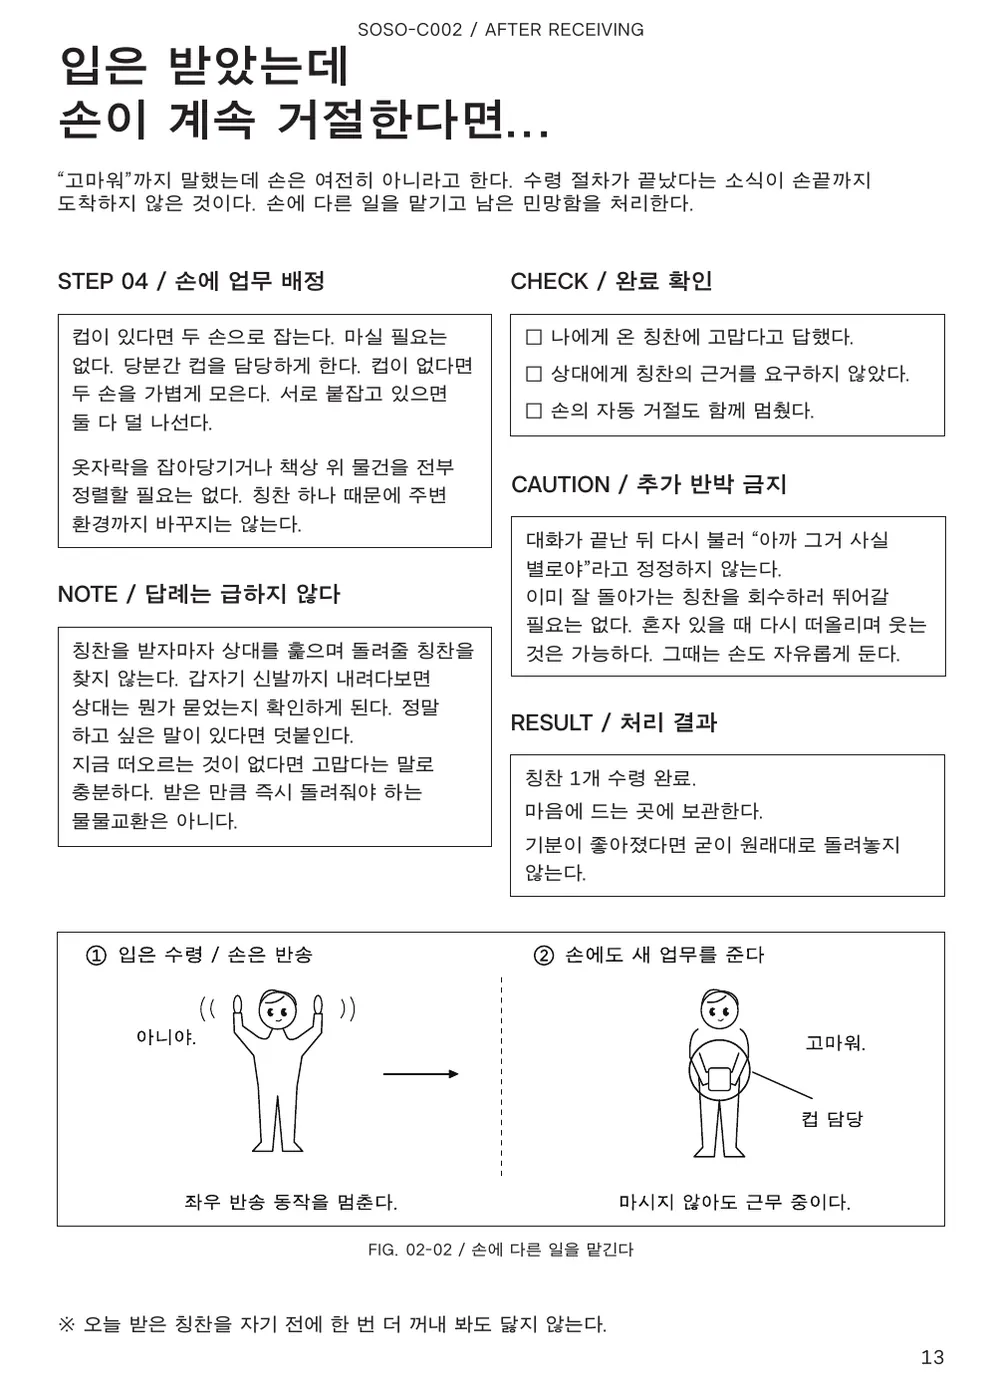 SOSO-C002 / AFTER RECEIVING
입은 받았는데
손이 계속 거절한다면...
“고마워”까지 말했는데 손은 여전히 아니라고 한다. 수령 절차가 끝났다는 소식이 손끝까지
도착하지 않은 것이다. 손에 다른 일을 맡기고 남은 민망함을 처리한다.
STEP 04 / 손에 업무 배정
컵이 있다면 두 손으로 잡는다. 마실 필요는
없다. 당분간 컵을 담당하게 한다. 컵이 없다면
두 손을 가볍게 모은다. 서로 붙잡고 있으면
둘 다 덜 나선다.
옷자락을 잡아당기거나 책상 위 물건을 전부
정렬할 필요는 없다. 칭찬 하나 때문에 주변
환경까지 바꾸지는 않는다.
NOTE / 답례는 급하지 않다
칭찬을 받자마자 상대를 훑으며 돌려줄 칭찬을
찾지 않는다. 갑자기 신발까지 내려다보면
상대는 뭔가 묻었는지 확인하게 된다. 정말
하고 싶은 말이 있다면 덧붙인다.
지금 떠오르는 것이 없다면 고맙다는 말로
충분하다. 받은 만큼 즉시 돌려줘야 하는
물물교환은 아니다.
CHECK / 완료 확인
□ 나에게 온 칭찬에 고맙다고 답했다.
□ 상대에게 칭찬의 근거를 요구하지 않았다.
□ 손의 자동 거절도 함께 멈췄다.
CAUTION / 추가 반박 금지
대화가 끝난 뒤 다시 불러 “아까 그거 사실
별로야”라고 정정하지 않는다.
이미 잘 돌아가는 칭찬을 회수하러 뛰어갈
필요는 없다. 혼자 있을 때 다시 떠올리며 웃는
것은 가능하다. 그때는 손도 자유롭게 둔다.
RESULT / 처리 결과
칭찬 1개 수령 완료.
마음에 드는 곳에 보관한다.
기분이 좋아졌다면 굳이 원래대로 돌려놓지
않는다.
① 입은 수령 / 손은 반송
아니야.
좌우 반송 동작을 멈춘다.
② 손에도 새 업무를 준다
고마워.
컵 담당
마시지 않아도 근무 중이다.
FIG. 02-02 / 손에 다른 일을 맡긴다
※ 오늘 받은 칭찬을 자기 전에 한 번 더 꺼내 봐도 닳지 않는다.
13